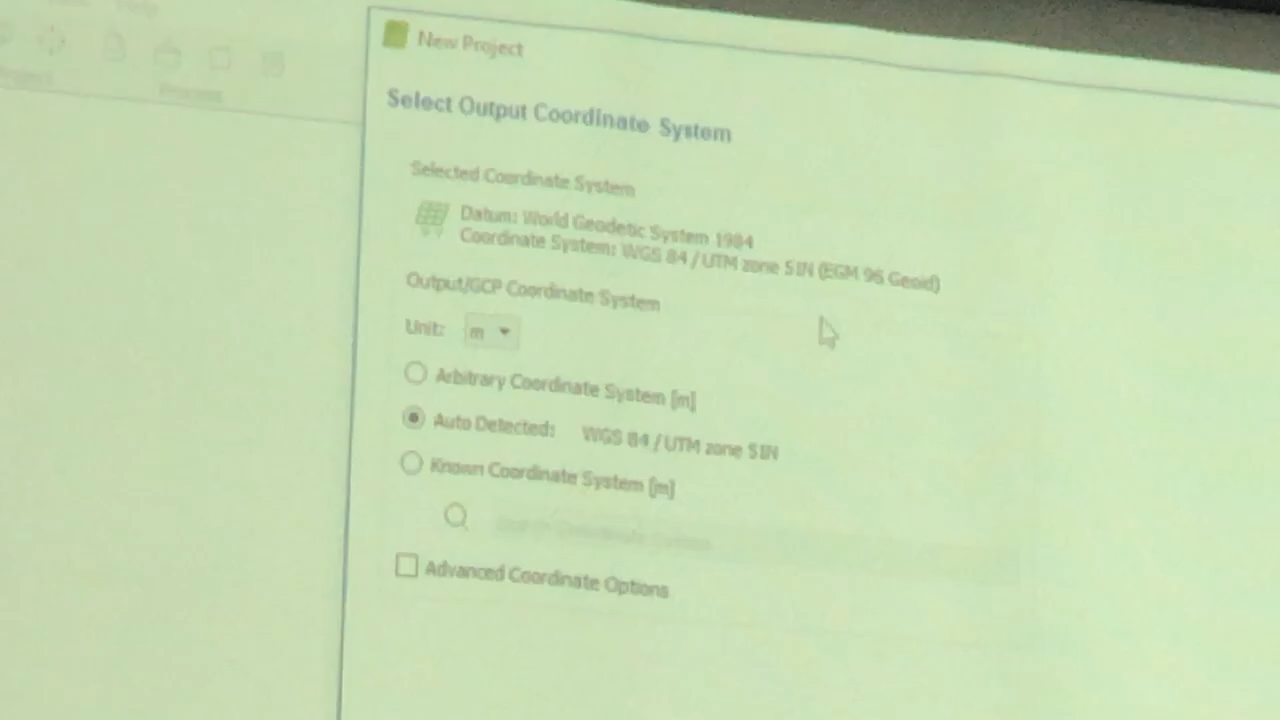 Help
New Project
Select Output Coordinate System
Selected Coordinate System
Datum: World Geodetic System 1984
Coordinate System: WGS 84 / UTM zone 51N (EGM 96 Geoid)
Output/GCP Coordinate System
Unit: m
Arbitrary Coordinate System [m]
Auto Detected: WGS 84 / UTM zone 51N
Known Coordinate System [m]
Advanced Coordinate Options